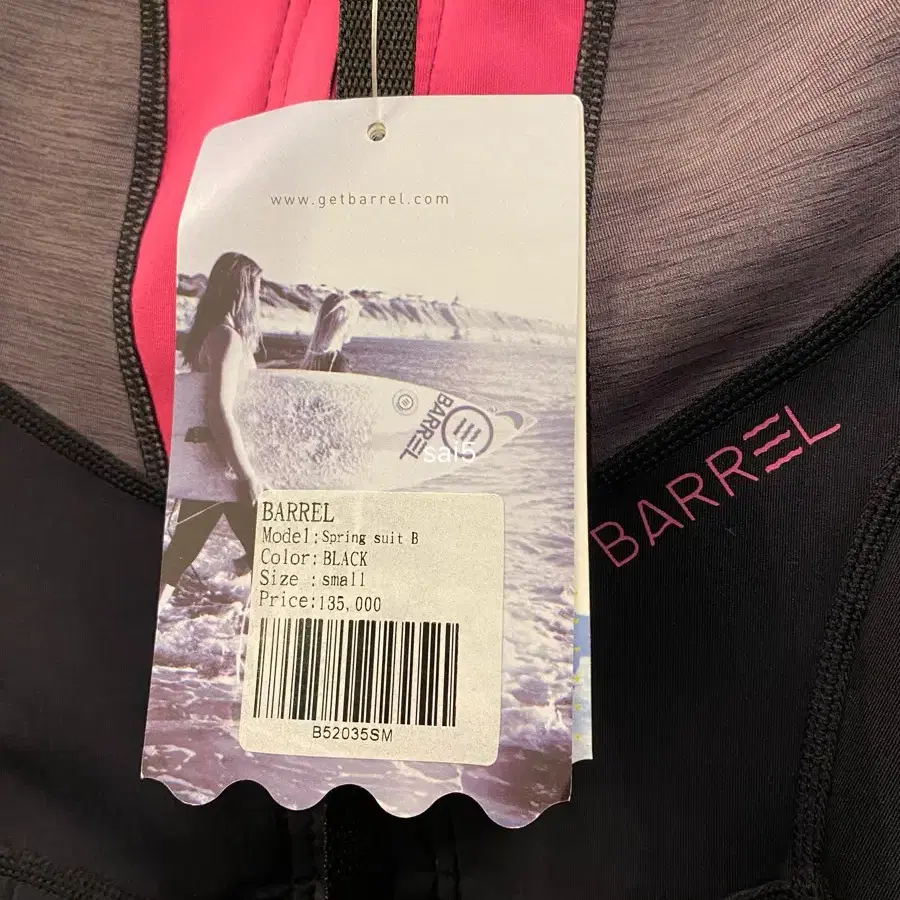 www.getbarrel.com
BARREL
sai5
BARREL
BARREL
Model:Spring suit B
Color:BLACK
Size :small
Price:135,000
B52035SM